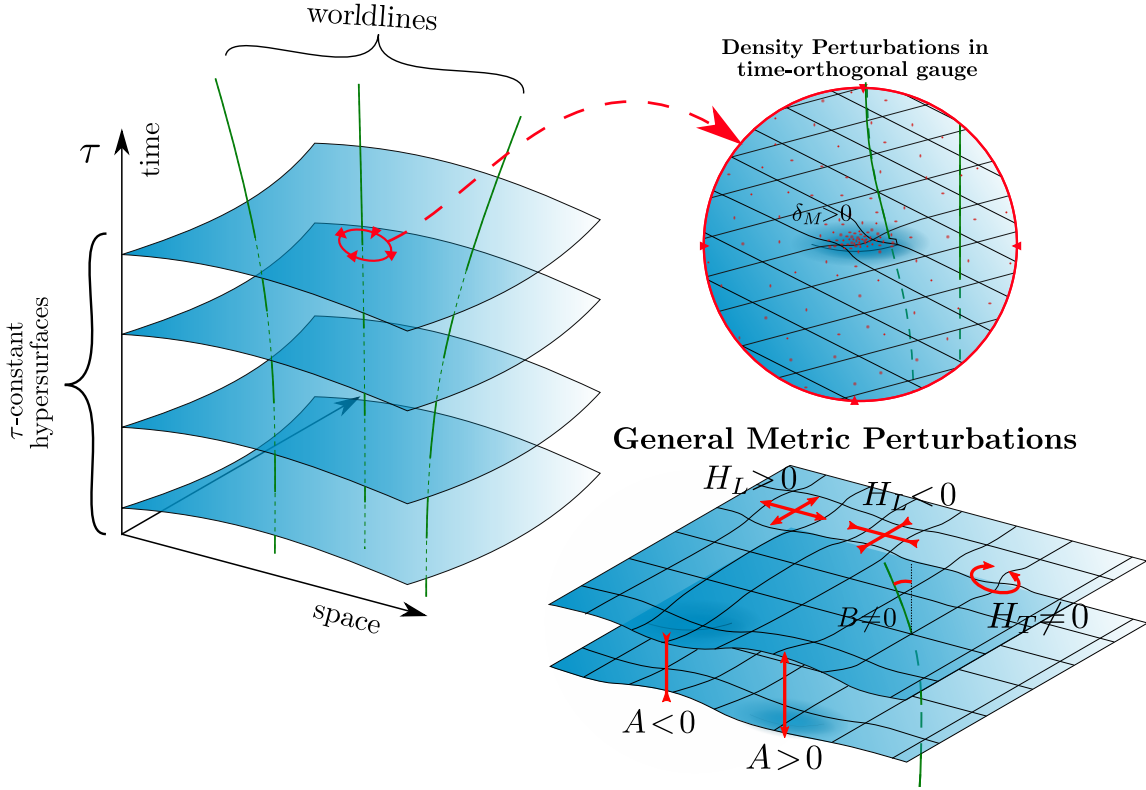 worldlines
τ
time
τ-constant
hypersurfaces
space
Density Perturbations in
time-orthogonal gauge
δ_M>0
General Metric Perturbations
H_L>0
H_L<0
B≠0
H_T≠0
A<0
A>0